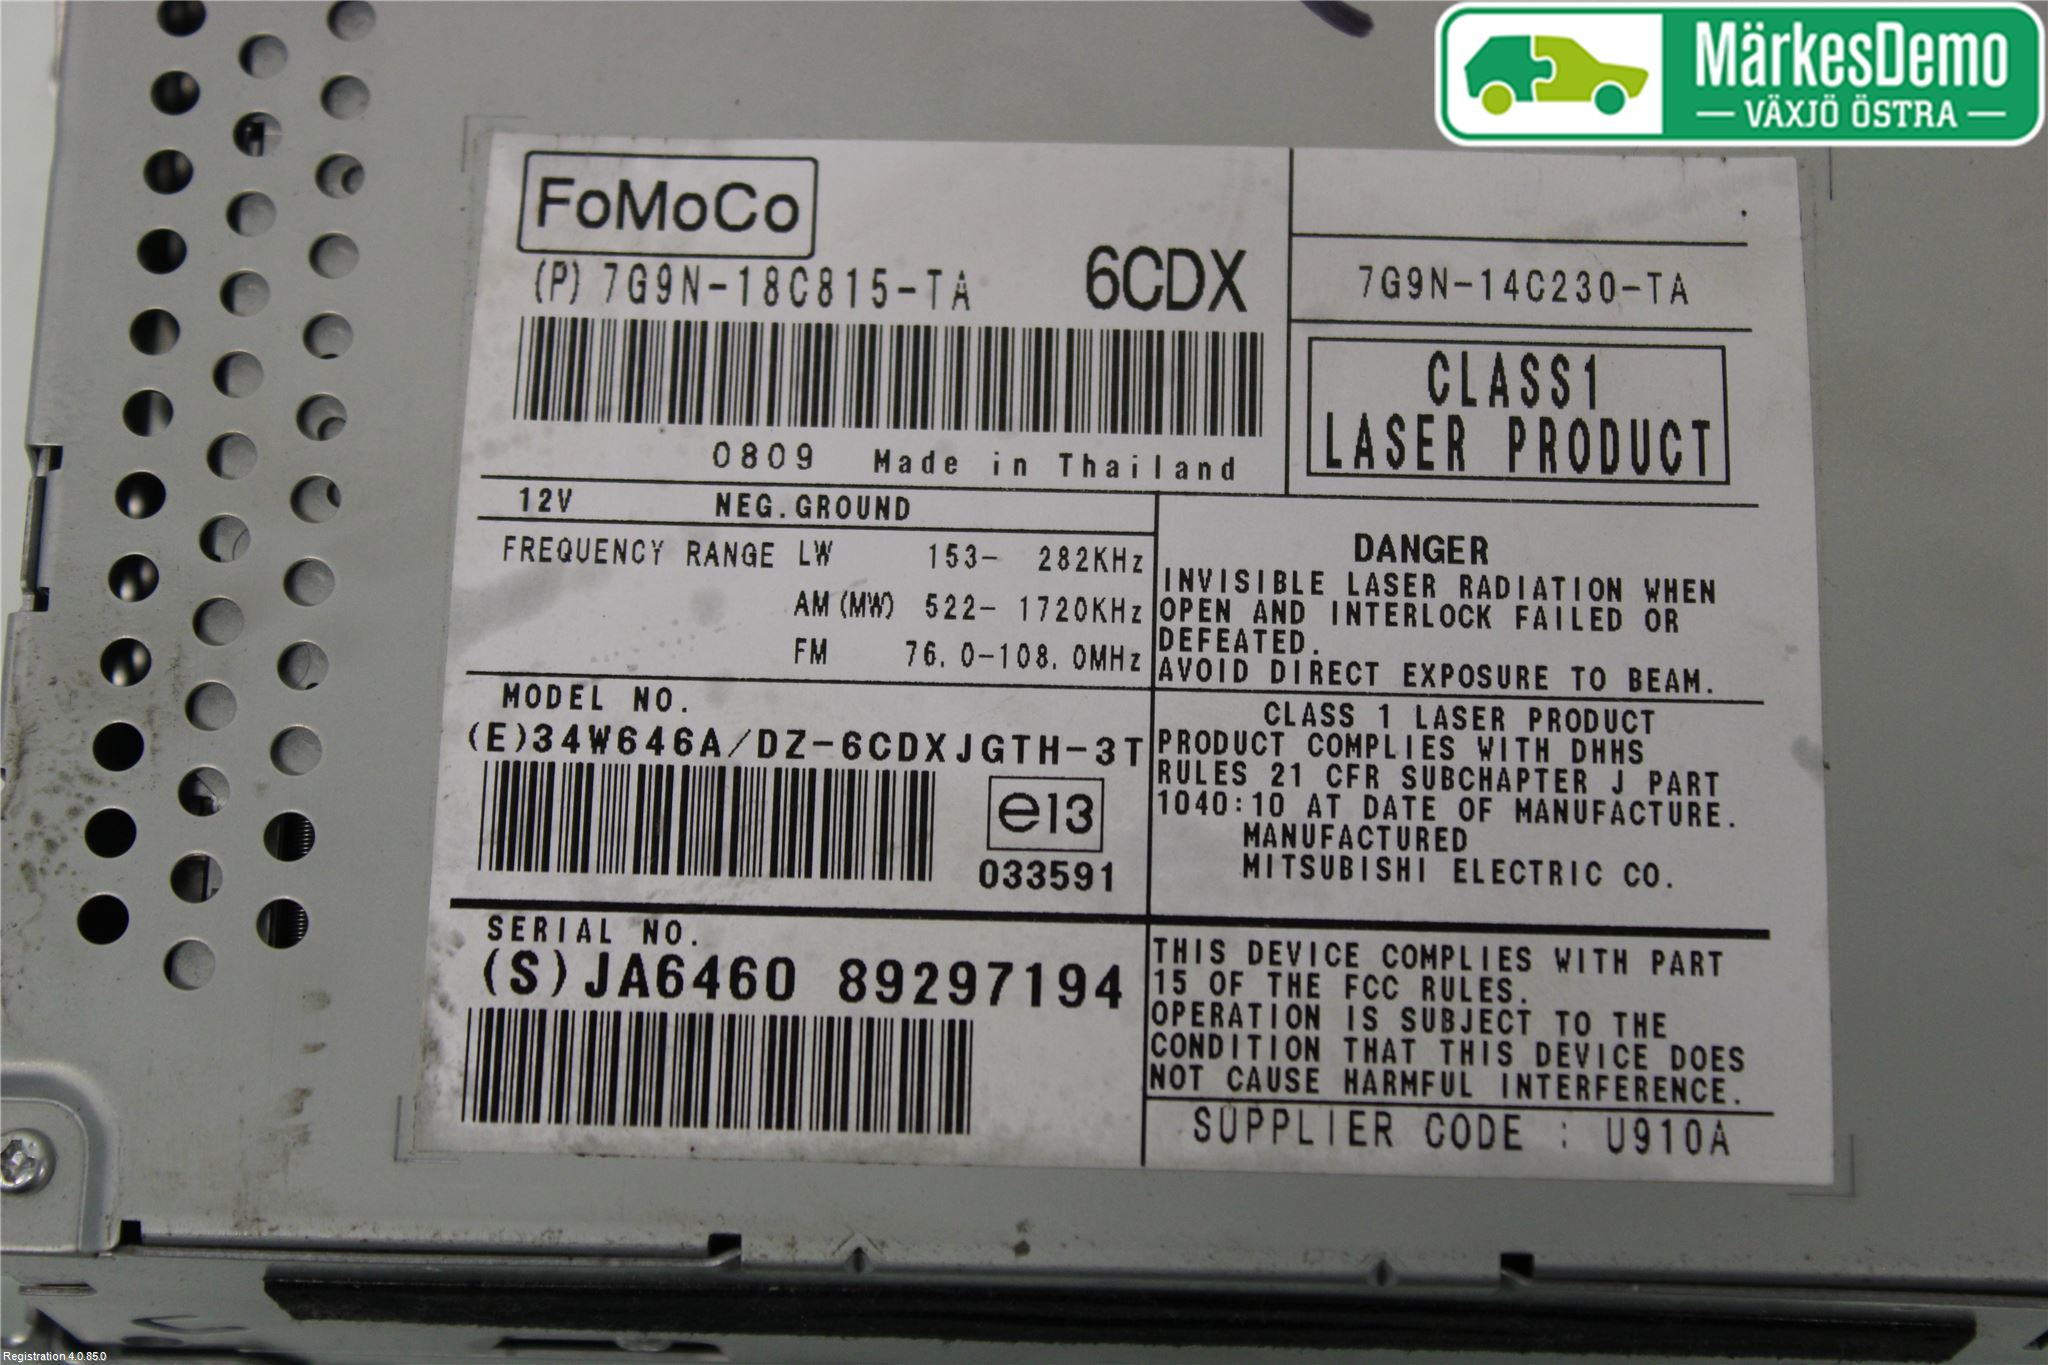 MärkesDemo
VÄXJÖ ÖSTRA
FoMoCo
(P) 7G9N-18C815-TA
6CDX
0809 Made in Thailand
7G9N-14C230-TA
CLASS1
LASER PRODUCT
12V NEG.GROUND
FREQUENCY RANGE LW 153- 282KHz
AM (MW) 522- 1720KHz
FM 76.0-108.0MHz
DANGER
INVISIBLE LASER RADIATION WHEN
OPEN AND INTERLOCK FAILED OR
DEFEATED.
AVOID DIRECT EXPOSURE TO BEAM.
MODEL NO.
(E)34W646A/DZ-6CDXJGTH-3T
e13
033591
CLASS 1 LASER PRODUCT
PRODUCT COMPLIES WITH DHHS
RULES 21 CFR SUBCHAPTER J PART
1040:10 AT DATE OF MANUFACTURE.
MANUFACTURED
MITSUBISHI ELECTRIC CO.
SERIAL NO.
(S)JA6460 89297194
THIS DEVICE COMPLIES WITH PART
15 OF THE FCC RULES.
OPERATION IS SUBJECT TO THE
CONDITION THAT THIS DEVICE DOES
NOT CAUSE HARMFUL INTERFERENCE.
SUPPLIER CODE : U910A
Registration 4.0.85.0